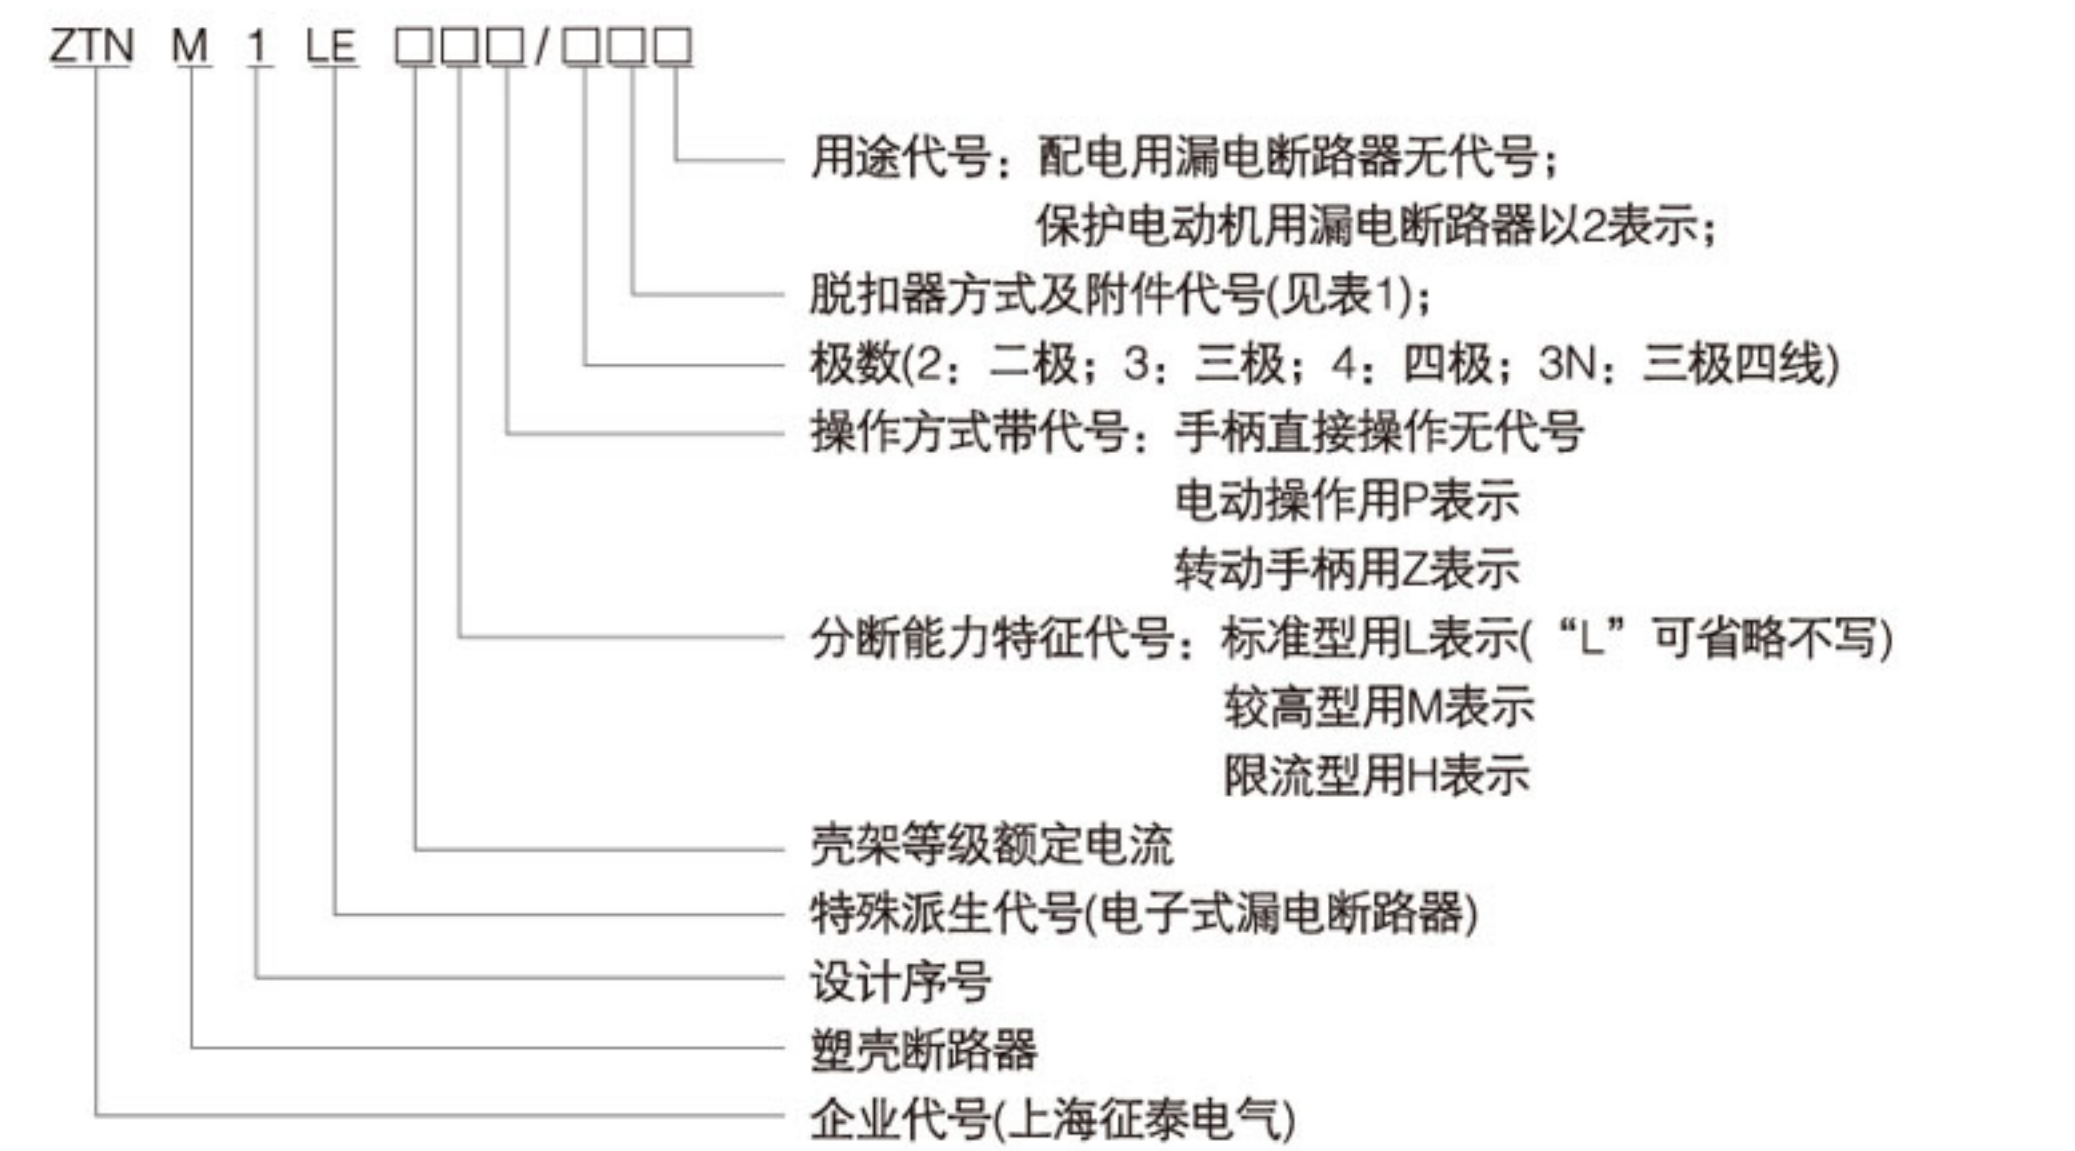 ZTN M 1 LE □□□/□□□
用途代号：配电用漏电断路器无代号；
保护电动机用漏电断路器以2表示；
脱扣器方式及附件代号(见表1)；
极数(2：二极；3：三极；4：四极；3N：三极四线)
操作方式带代号：手柄直接操作无代号
电动操作用P表示
转动手柄用Z表示
分断能力特征代号：标准型用L表示(“L”可省略不写)
较高型用M表示
限流型用H表示
壳架等级额定电流
特殊派生代号(电子式漏电断路器)
设计序号
塑壳断路器
企业代号(上海征泰电气)